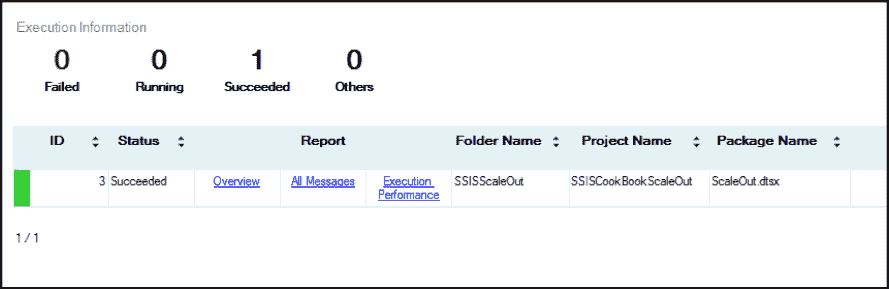 Execution Information
0 0 1 0
Failed Running Succeeded Others
ID Status Report Folder Name Project Name Package Name
3 Succeeded Overview All Messages Execution Performance SSISScaleOut SSISCookBookScaleOut ScaleOut.dtsx
1 / 1